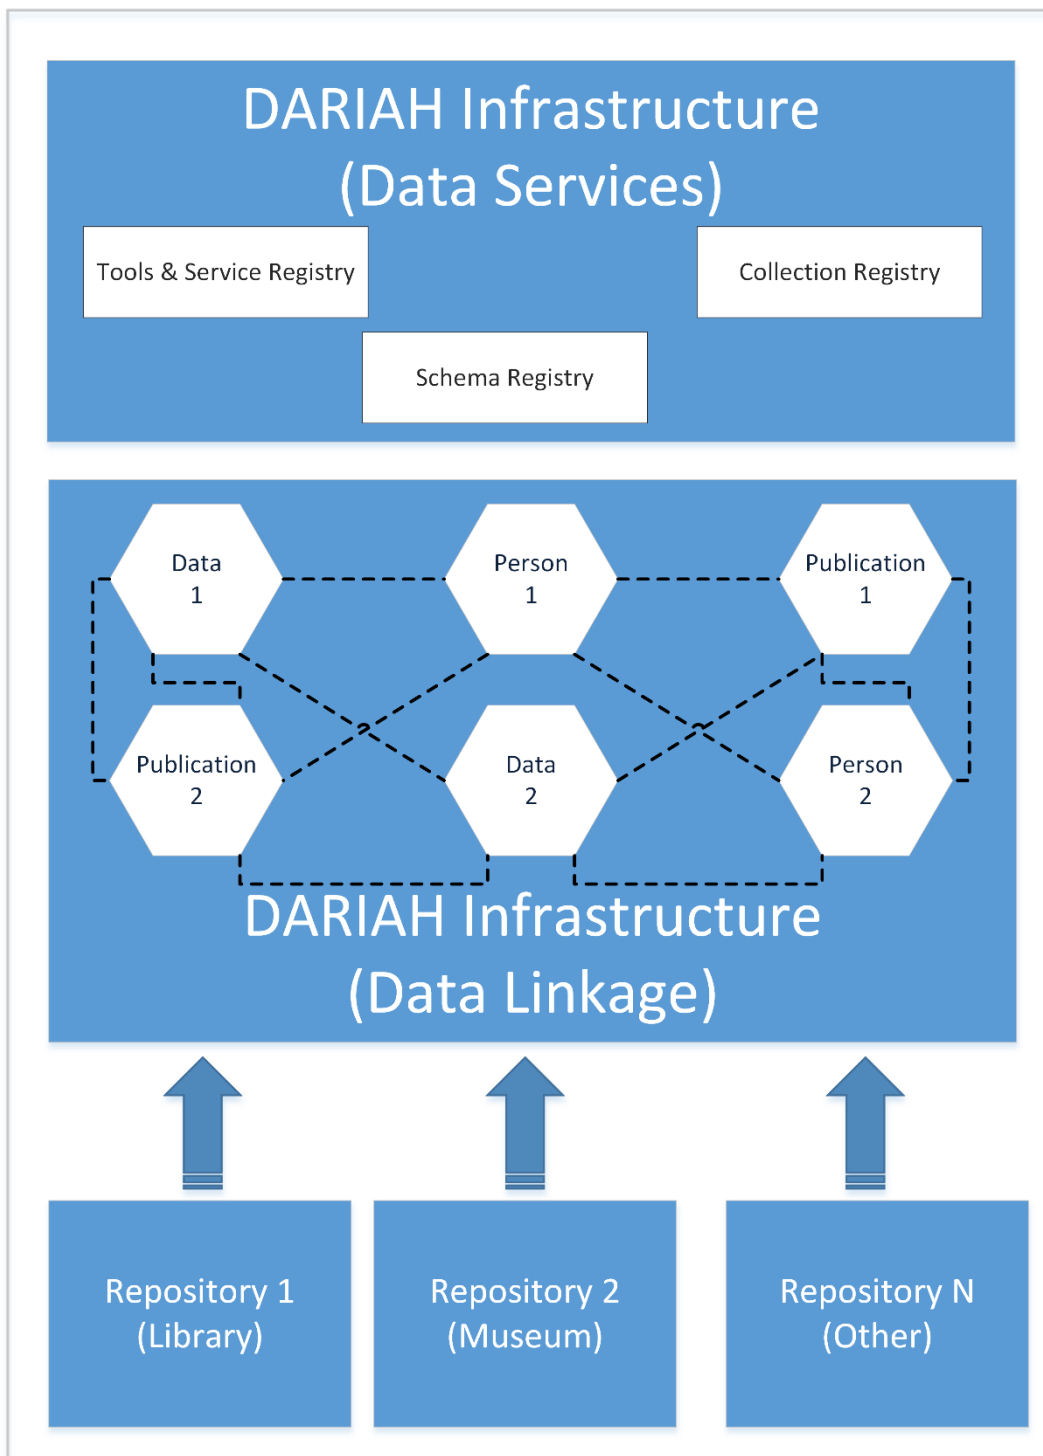 DARIAH Infrastructure
(Data Services)
Tools & Service Registry
Collection Registry
Schema Registry
Data
1
Person
1
Publication
1
Publication
2
Data
2
Person
2
DARIAH Infrastructure
(Data Linkage)
Repository 1
(Library)
Repository 2
(Museum)
Repository N
(Other)